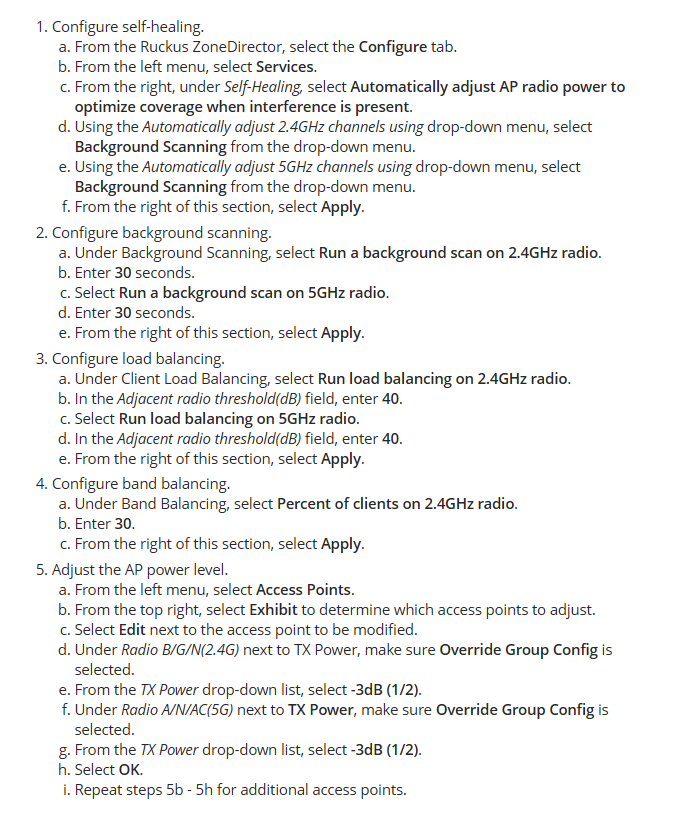 1. Configure self-healing.
a. From the Ruckus ZoneDirector, select the Configure tab.
b. From the left menu, select Services.
c. From the right, under Self-Healing, select Automatically adjust AP radio power to
optimize coverage when interference is present.
d. Using the Automatically adjust 2.4GHz channels using drop-down menu, select
Background Scanning from the drop-down menu.
e. Using the Automatically adjust 5GHz channels using drop-down menu, select
Background Scanning from the drop-down menu.
f. From the right of this section, select Apply.
2. Configure background scanning.
a. Under Background Scanning, select Run a background scan on 2.4GHz radio.
b. Enter 30 seconds.
c. Select Run a background scan on 5GHz radio.
d. Enter 30 seconds.
e. From the right of this section, select Apply.
3. Configure load balancing.
a. Under Client Load Balancing, select Run load balancing on 2.4GHz radio.
b. In the Adjacent radio threshold(dB) field, enter 40.
c. Select Run load balancing on 5GHz radio.
d. In the Adjacent radio threshold(dB) field, enter 40.
e. From the right of this section, select Apply.
4. Configure band balancing.
a. Under Band Balancing, select Percent of clients on 2.4GHz radio.
b. Enter 30.
c. From the right of this section, select Apply.
5. Adjust the AP power level.
a. From the left menu, select Access Points.
b. From the top right, select Exhibit to determine which access points to adjust.
c. Select Edit next to the access point to be modified.
d. Under Radio B/G/N(2.4G) next to TX Power, make sure Override Group Config is
selected.
e. From the TX Power drop-down list, select -3dB (1/2).
f. Under Radio A/N/AC(5G) next to TX Power, make sure Override Group Config is
selected.
g. From the TX Power drop-down list, select -3dB (1/2).
h. Select OK.
i. Repeat steps 5b - 5h for additional access points.